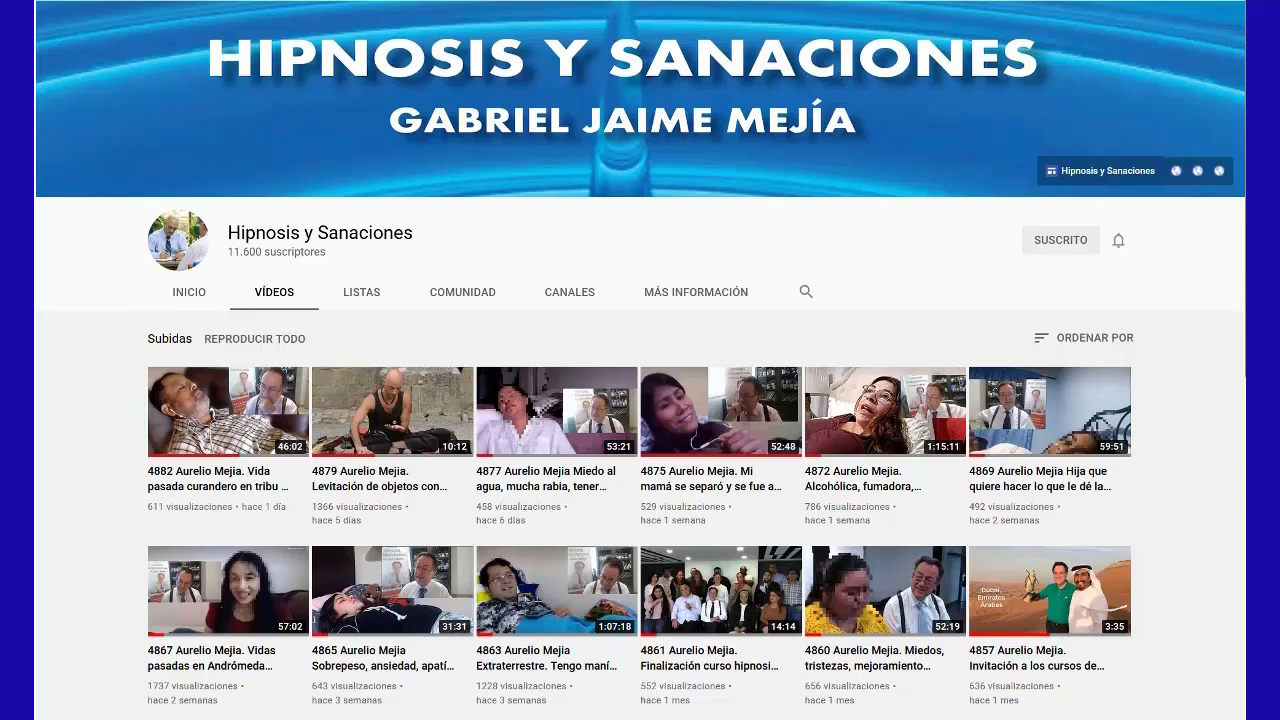 HIPNOSIS Y SANACIONES
GABRIEL JAIME MEJÍA
Hipnosis y Sanaciones
Hipnosis y Sanaciones
11.600 suscriptores
SUSCRITO
INICIO VÍDEOS LISTAS COMUNIDAD CANALES MÁS INFORMACIÓN
Subidas REPRODUCIR TODO ORDENAR POR
46:02
4882 Aurelio Mejia. Vida
pasada curandero en tribu ...
611 visualizaciones • hace 1 día
10:12
4879 Aurelio Mejia.
Levitación de objetos con...
1366 visualizaciones •
hace 5 días
53:21
4877 Aurelio Mejia Miedo al
agua, mucha rabia, tener...
458 visualizaciones •
hace 6 días
52:48
4875 Aurelio Mejia. Mi
mamá se separó y se fue a...
529 visualizaciones •
hace 1 semana
1:15:11
4872 Aurelio Mejia.
Alcohólica, fumadora,...
786 visualizaciones •
hace 1 semana
59:51
4869 Aurelio Mejia Hija que
quiere hacer lo que le dé la...
492 visualizaciones •
hace 2 semanas
57:02
4867 Aurelio Mejia. Vidas
pasadas en Andrómeda...
1737 visualizaciones •
hace 2 semanas
31:31
4865 Aurelio Mejia
Sobrepeso, ansiedad, apatí...
643 visualizaciones •
hace 3 semanas
1:07:18
4863 Aurelio Mejia
Extraterrestre. Tengo maní...
1228 visualizaciones •
hace 3 semanas
14:14
4861 Aurelio Mejia.
Finalización curso hipnosi...
552 visualizaciones •
hace 1 mes
52:19
4860 Aurelio Mejia. Miedos,
tristezas, mejoramiento...
656 visualizaciones •
hace 1 mes
Dubai,
Emiratos
Arabes
3:35
4857 Aurelio Mejia.
Invitación a los cursos de...
636 visualizaciones •
hace 1 mes